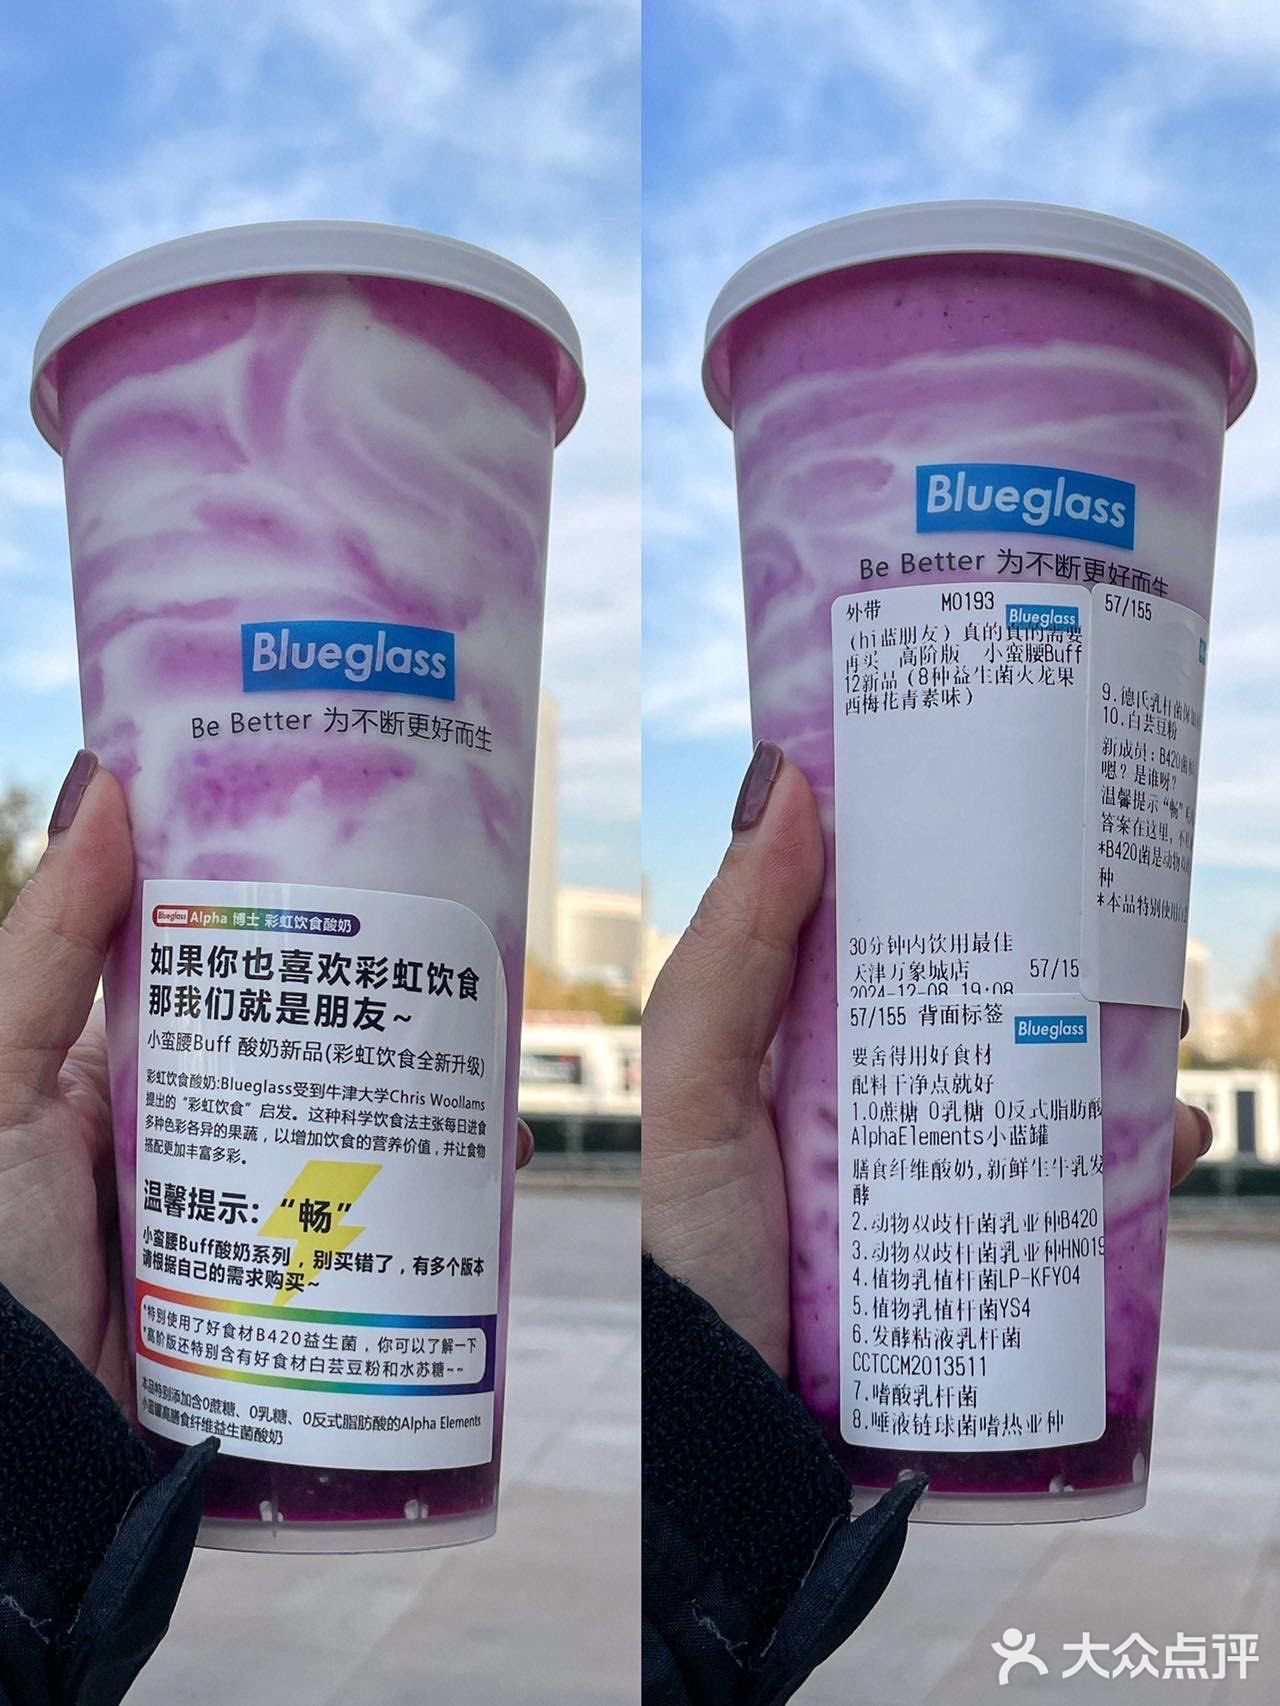 Blueglass
Be Better 为不断更好而生
Blueglass Alpha 博士 彩虹饮食酸奶
如果你也喜欢彩虹饮食
那我们就是朋友~
小蛮腰Buff 酸奶新品(彩虹饮食全新升级)
彩虹饮食酸奶:Blueglass受到牛津大学Chris Woollams
提出的“彩虹饮食”启发。这种科学饮食法主张每日进食
多种色彩各异的果蔬，以增加饮食的营养价值，并让食物
搭配更加丰富多彩。
温馨提示: “畅”
小蛮腰Buff酸奶系列，别买错了，有多个版本
请根据自己的需求购买~
*特别使用了好食材B420益生菌，你可以了解一下
*高阶版还特别含有好食材白芸豆粉和水苏糖~~
本品特别添加含0蔗糖、0乳糖、0反式脂肪酸的Alpha Elements
小蓝罐高膳食纤维益生菌酸奶
Blueglass
Be Better 为不断更好而生
外带 M0193 Blueglass
(hi蓝朋友) 真的真的需要
再买 高阶版 小蛮腰Buff
12新品 (8种益生菌火龙果
西梅花青素味)
30分钟内饮用最佳
天津万象城店 57/15
2024-12-08 19:08
57/155
9.德氏乳杆菌保加
10.白芸豆粉
新成员: B420菌
嗯? 是谁呀?
温馨提示 “畅”
答案在这里, 不
*B420菌是动物
种
*本品特别使用
57/155 背面标签 Blueglass
要舍得用好食材
配料干净点就好
1.0蔗糖 0乳糖 0反式脂肪酸
AlphaElements小蓝罐
膳食纤维酸奶,新鲜生牛乳发
酵
2.动物双歧杆菌乳亚种B420
3.动物双歧杆菌乳亚种HN019
4.植物乳植杆菌LP-KFY04
5.植物乳植杆菌YS4
6.发酵粘液乳杆菌
CCTCCM2013511
7.嗜酸乳杆菌
8.唾液链球菌嗜热亚种
大众点评